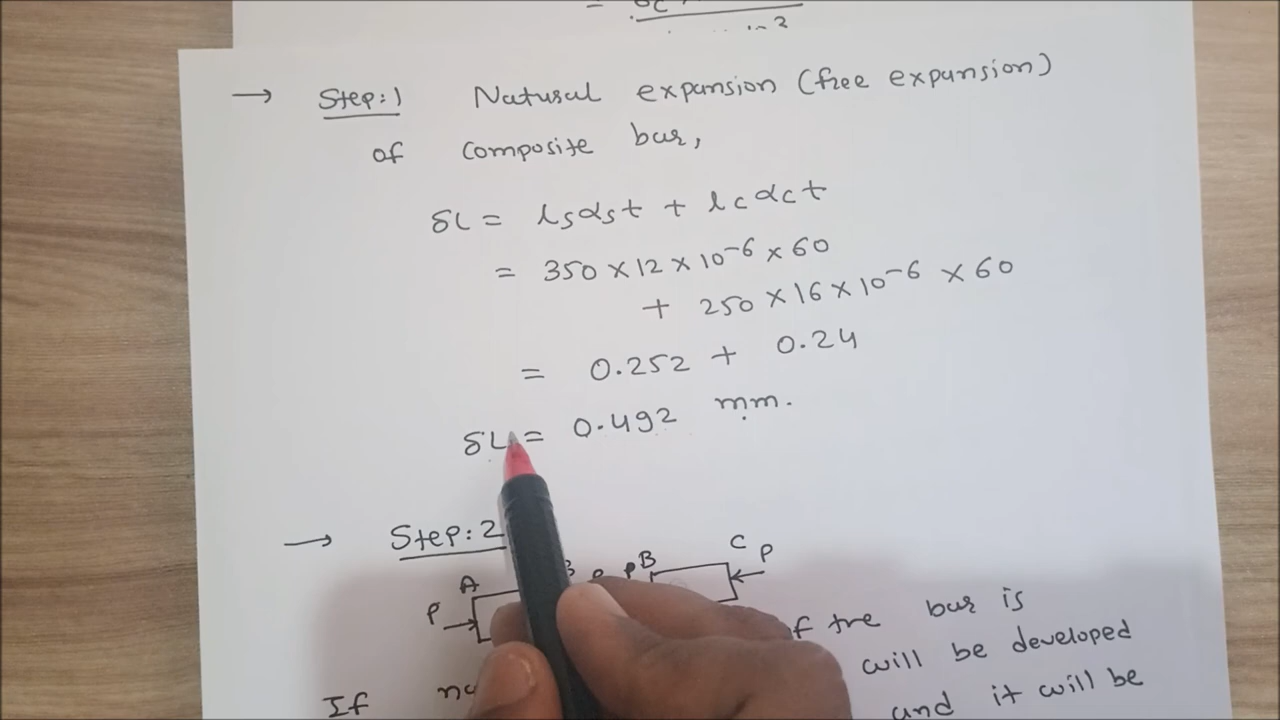 → Step:1 Natural expansion (free expansion)
of composite bar,
δL = lsαst + lcαct
= 350 × 12 × 10⁻⁶ × 60
+ 250 × 16 × 10⁻⁶ × 60
= 0.252 + 0.24
δL = 0.492 mm.
→ Step:2
A B P P B C P
P
If the bar is
will be developed
If and it will be